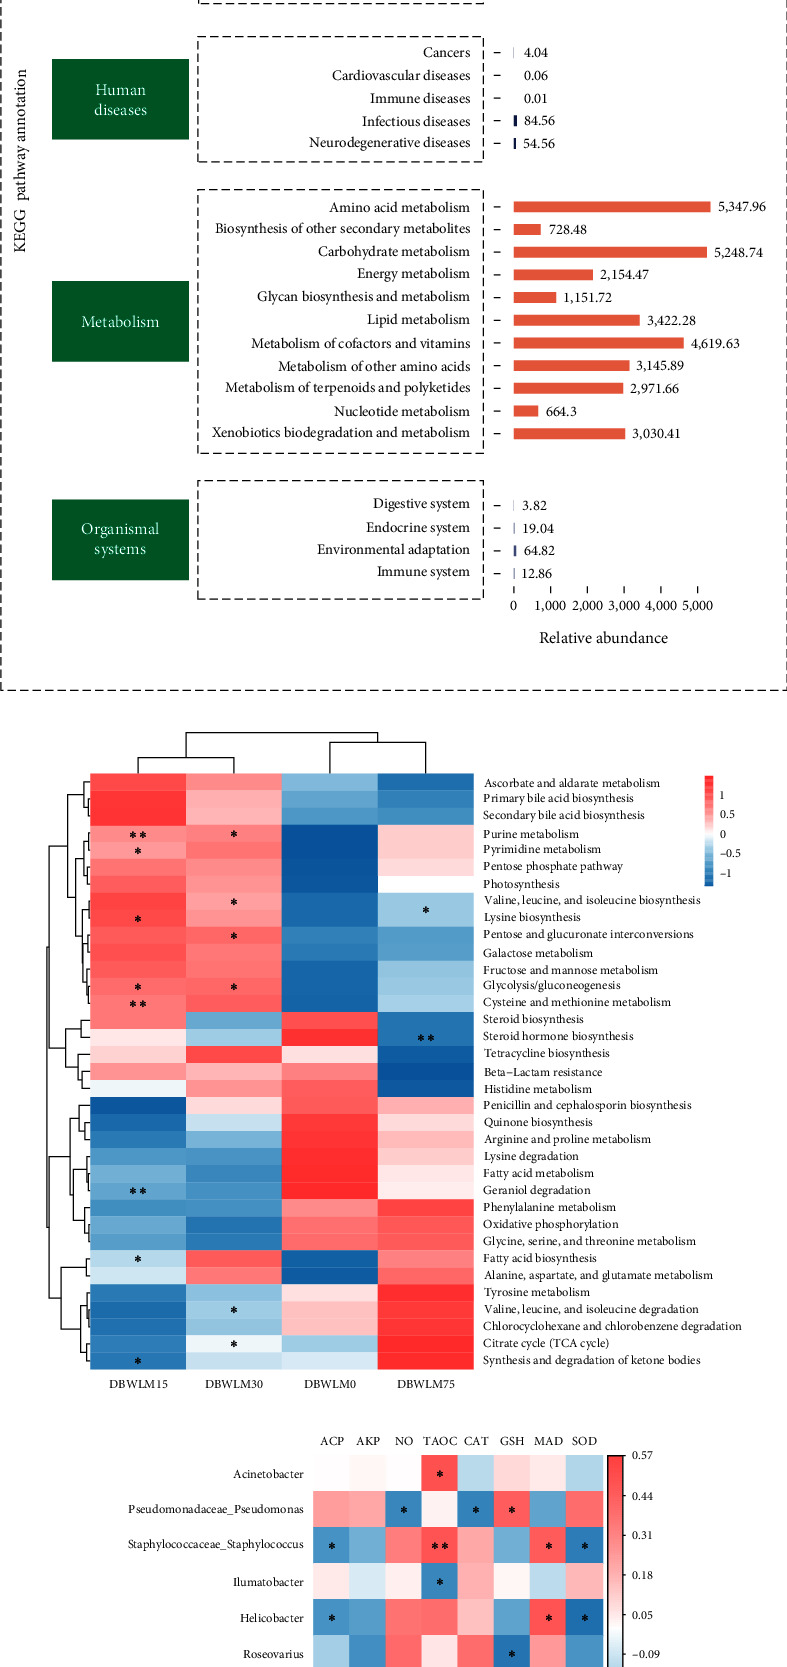 KEGG pathway annotation
Human
diseases
Cancers 4.04
Cardiovascular diseases 0.06
Immune diseases 0.01
Infectious diseases 84.56
Neurodegenerative diseases 54.56
Metabolism
Amino acid metabolism 5,347.96
Biosynthesis of other secondary metabolites 728.48
Carbohydrate metabolism 5,248.74
Energy metabolism 2,154.47
Glycan biosynthesis and metabolism 1,151.72
Lipid metabolism 3,422.28
Metabolism of cofactors and vitamins 4,619.63
Metabolism of other amino acids 3,145.89
Metabolism of terpenoids and polyketides 2,971.66
Nucleotide metabolism 664.3
Xenobiotics biodegradation and metabolism 3,030.41
Organismal
systems
Digestive system 3.82
Endocrine system 19.04
Environmental adaptation 64.82
Immune system 12.86
0 1,000 2,000 3,000 4,000 5,000
Relative abundance
Ascorbate and aldarate metabolism
Primary bile acid biosynthesis
Secondary bile acid biosynthesis
** * Purine metabolism
* Pyrimidine metabolism
Pentose phosphate pathway
Photosynthesis
* Valine, leucine, and isoleucine biosynthesis
* * Lysine biosynthesis
* Pentose and glucuronate interconversions
Galactose metabolism
Fructose and mannose metabolism
* * Glycolysis/gluconeogenesis
** Cysteine and methionine metabolism
Steroid biosynthesis
** Steroid hormone biosynthesis
Tetracycline biosynthesis
Beta−Lactam resistance
Histidine metabolism
Penicillin and cephalosporin biosynthesis
Quinone biosynthesis
Arginine and proline metabolism
Lysine degradation
Fatty acid metabolism
** Geraniol degradation
Phenylalanine metabolism
Oxidative phosphorylation
Glycine, serine, and threonine metabolism
* Fatty acid biosynthesis
Alanine, aspartate, and glutamate metabolism
Tyrosine metabolism
* Valine, leucine, and isoleucine degradation
Chlorocyclohexane and chlorobenzene degradation
* Citrate cycle (TCA cycle)
* Synthesis and degradation of ketone bodies
1
0.5
0
−0.5
−1
DBWLM15 DBWLM30 DBWLM0 DBWLM75
ACP AKP NO TAOC CAT GSH MAD SOD
Acinetobacter *
Pseudomonadaceae_Pseudomonas * * *
Staphylococcaceae_Staphylococcus * ** * *
Ilumatobacter *
Helicobacter * * *
Roseovarius *
0.57
0.44
0.31
0.18
0.05
−0.09